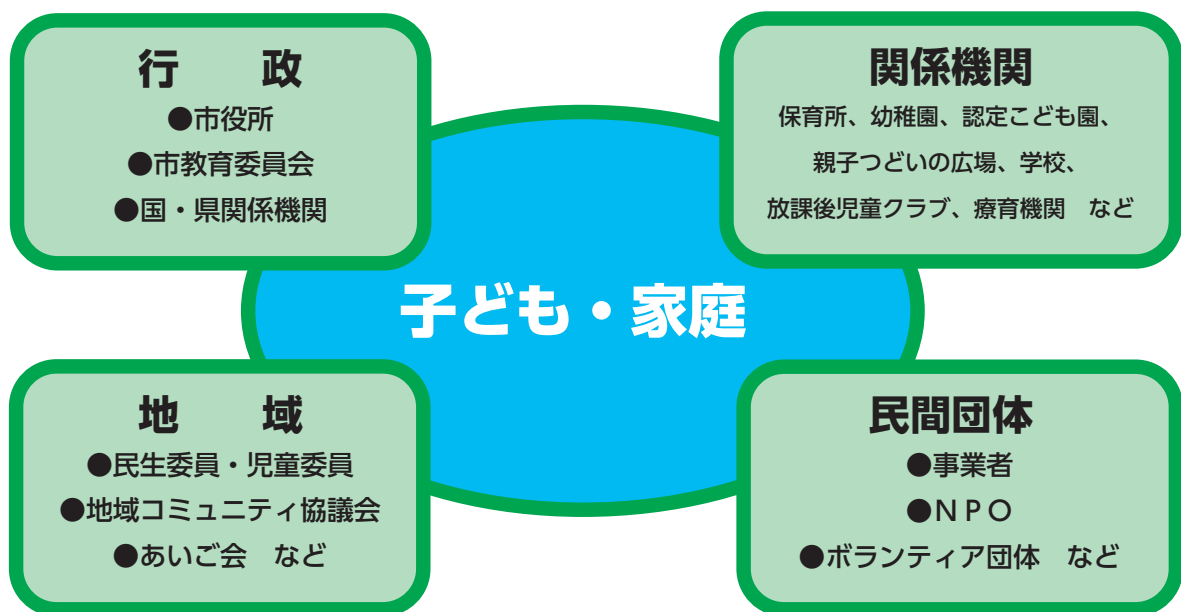 行　政
●市役所
●市教育委員会
●国・県関係機関
関係機関
保育所、幼稚園、認定こども園、
親子つどいの広場、学校、
放課後児童クラブ、療育機関　など
子ども・家庭
地　域
●民生委員・児童委員
●地域コミュニティ協議会
●あいご会　など
民間団体
●事業者
●ＮＰＯ
●ボランティア団体　など